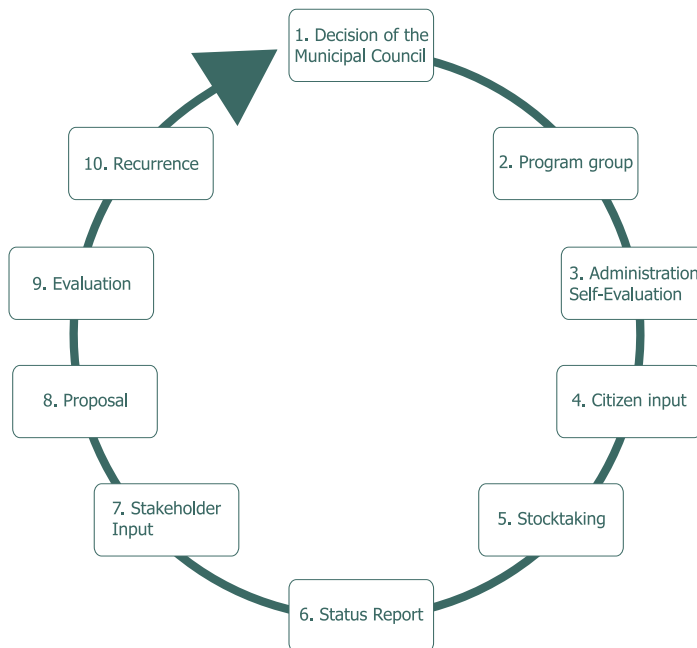 1. Decision of the
Municipal Council
2. Program group
3. Administration
Self-Evaluation
4. Citizen input
5. Stocktaking
6. Status Report
7. Stakeholder
Input
8. Proposal
9. Evaluation
10. Recurrence